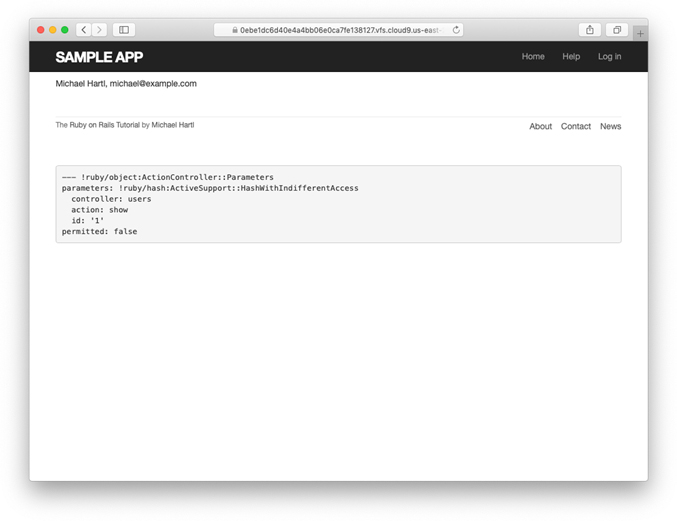 0ebe1dc6d40e4a4bb06e0ca7fe138127.vfs.cloud9.us-east-
SAMPLE APP
Home Help Log in
Michael Hartl, michael@example.com
The Ruby on Rails Tutorial by Michael Hartl
About Contact News
--- !ruby/object:ActionController::Parameters
parameters: !ruby/hash:ActiveSupport::HashWithIndifferentAccess
  controller: users
  action: show
  id: '1'
permitted: false